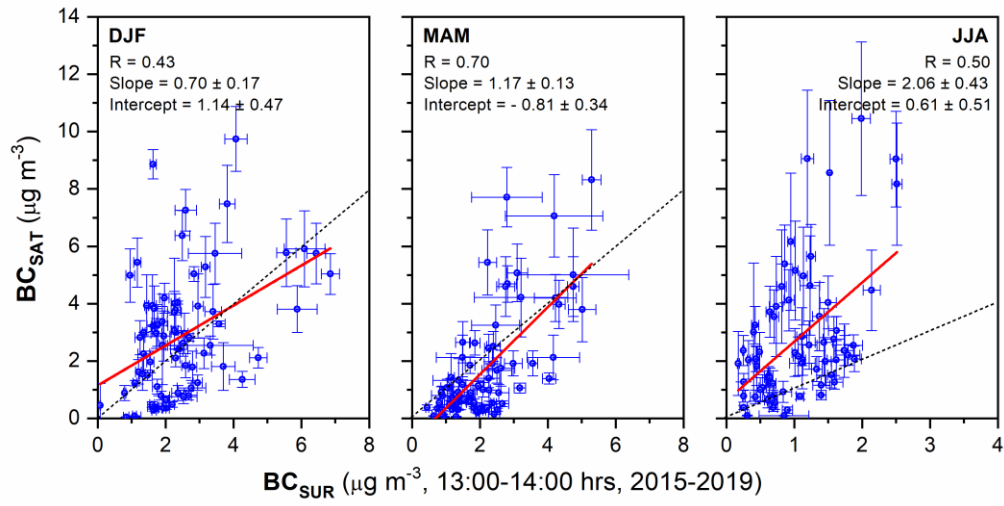 DJF
R = 0.43
Slope = 0.70 ± 0.17
Intercept = 1.14 ± 0.47
MAM
R = 0.70
Slope = 1.17 ± 0.13
Intercept = - 0.81 ± 0.34
JJA
R = 0.50
Slope = 2.06 ± 0.43
Intercept = 0.61 ± 0.51
14
12
10
8
6
4
2
0
BC_SAT (μg m⁻³)
0 2 4 6 8
0 2 4 6 8
0 1 2 3 4
BC_SUR (μg m⁻³, 13:00-14:00 hrs, 2015-2019)